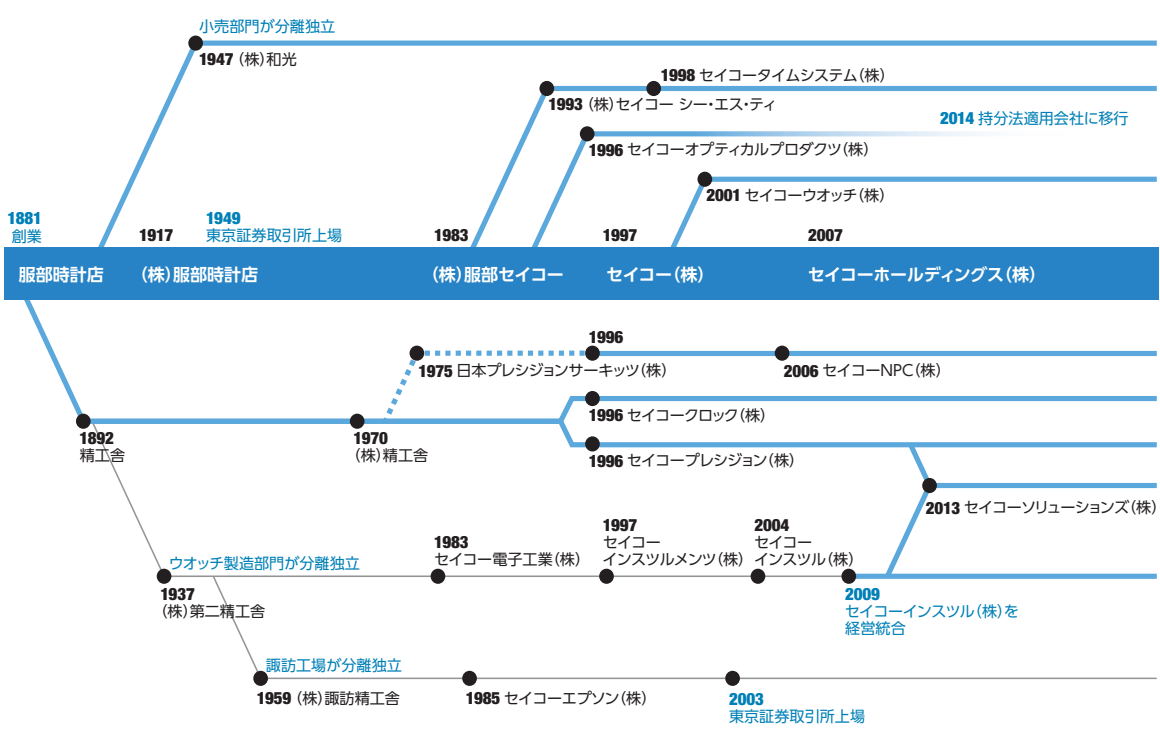 小売部門が分離独立
1947 (株)和光
1998 セイコータイムシステム(株)
1993 (株)セイコー シー・エス・ティ
2014 持分法適用会社に移行
1996 セイコーオプティカルプロダクツ(株)
2001 セイコーウオッチ(株)
1881
創業
1917
1949
東京証券取引所上場
1983
1997
2007
服部時計店
(株)服部時計店
(株)服部セイコー
セイコー(株)
セイコーホールディングス(株)
1996
1975 日本プレシジョンサーキッツ(株)
2006 セイコーNPC(株)
1996 セイコークロック(株)
1892
精工舎
1970
(株)精工舎
1996 セイコープレシジョン(株)
2013 セイコーソリューションズ(株)
ウオッチ製造部門が分離独立
1937
(株)第二精工舎
1983
セイコー電子工業(株)
1997
セイコー
インスツルメンツ(株)
2004
セイコー
インスツル(株)
2009
セイコーインスツル(株)を
経営統合
諏訪工場が分離独立
1959 (株)諏訪精工舎
1985 セイコーエプソン(株)
2003
東京証券取引所上場